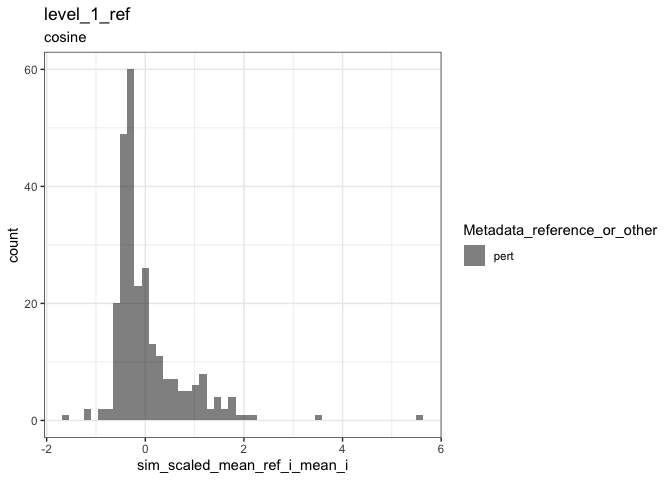 level_1_ref
cosine
60
40
20
0
count
-2
0
2
4
6
sim_scaled_mean_ref_i_mean_i
Metadata_reference_or_other
pert